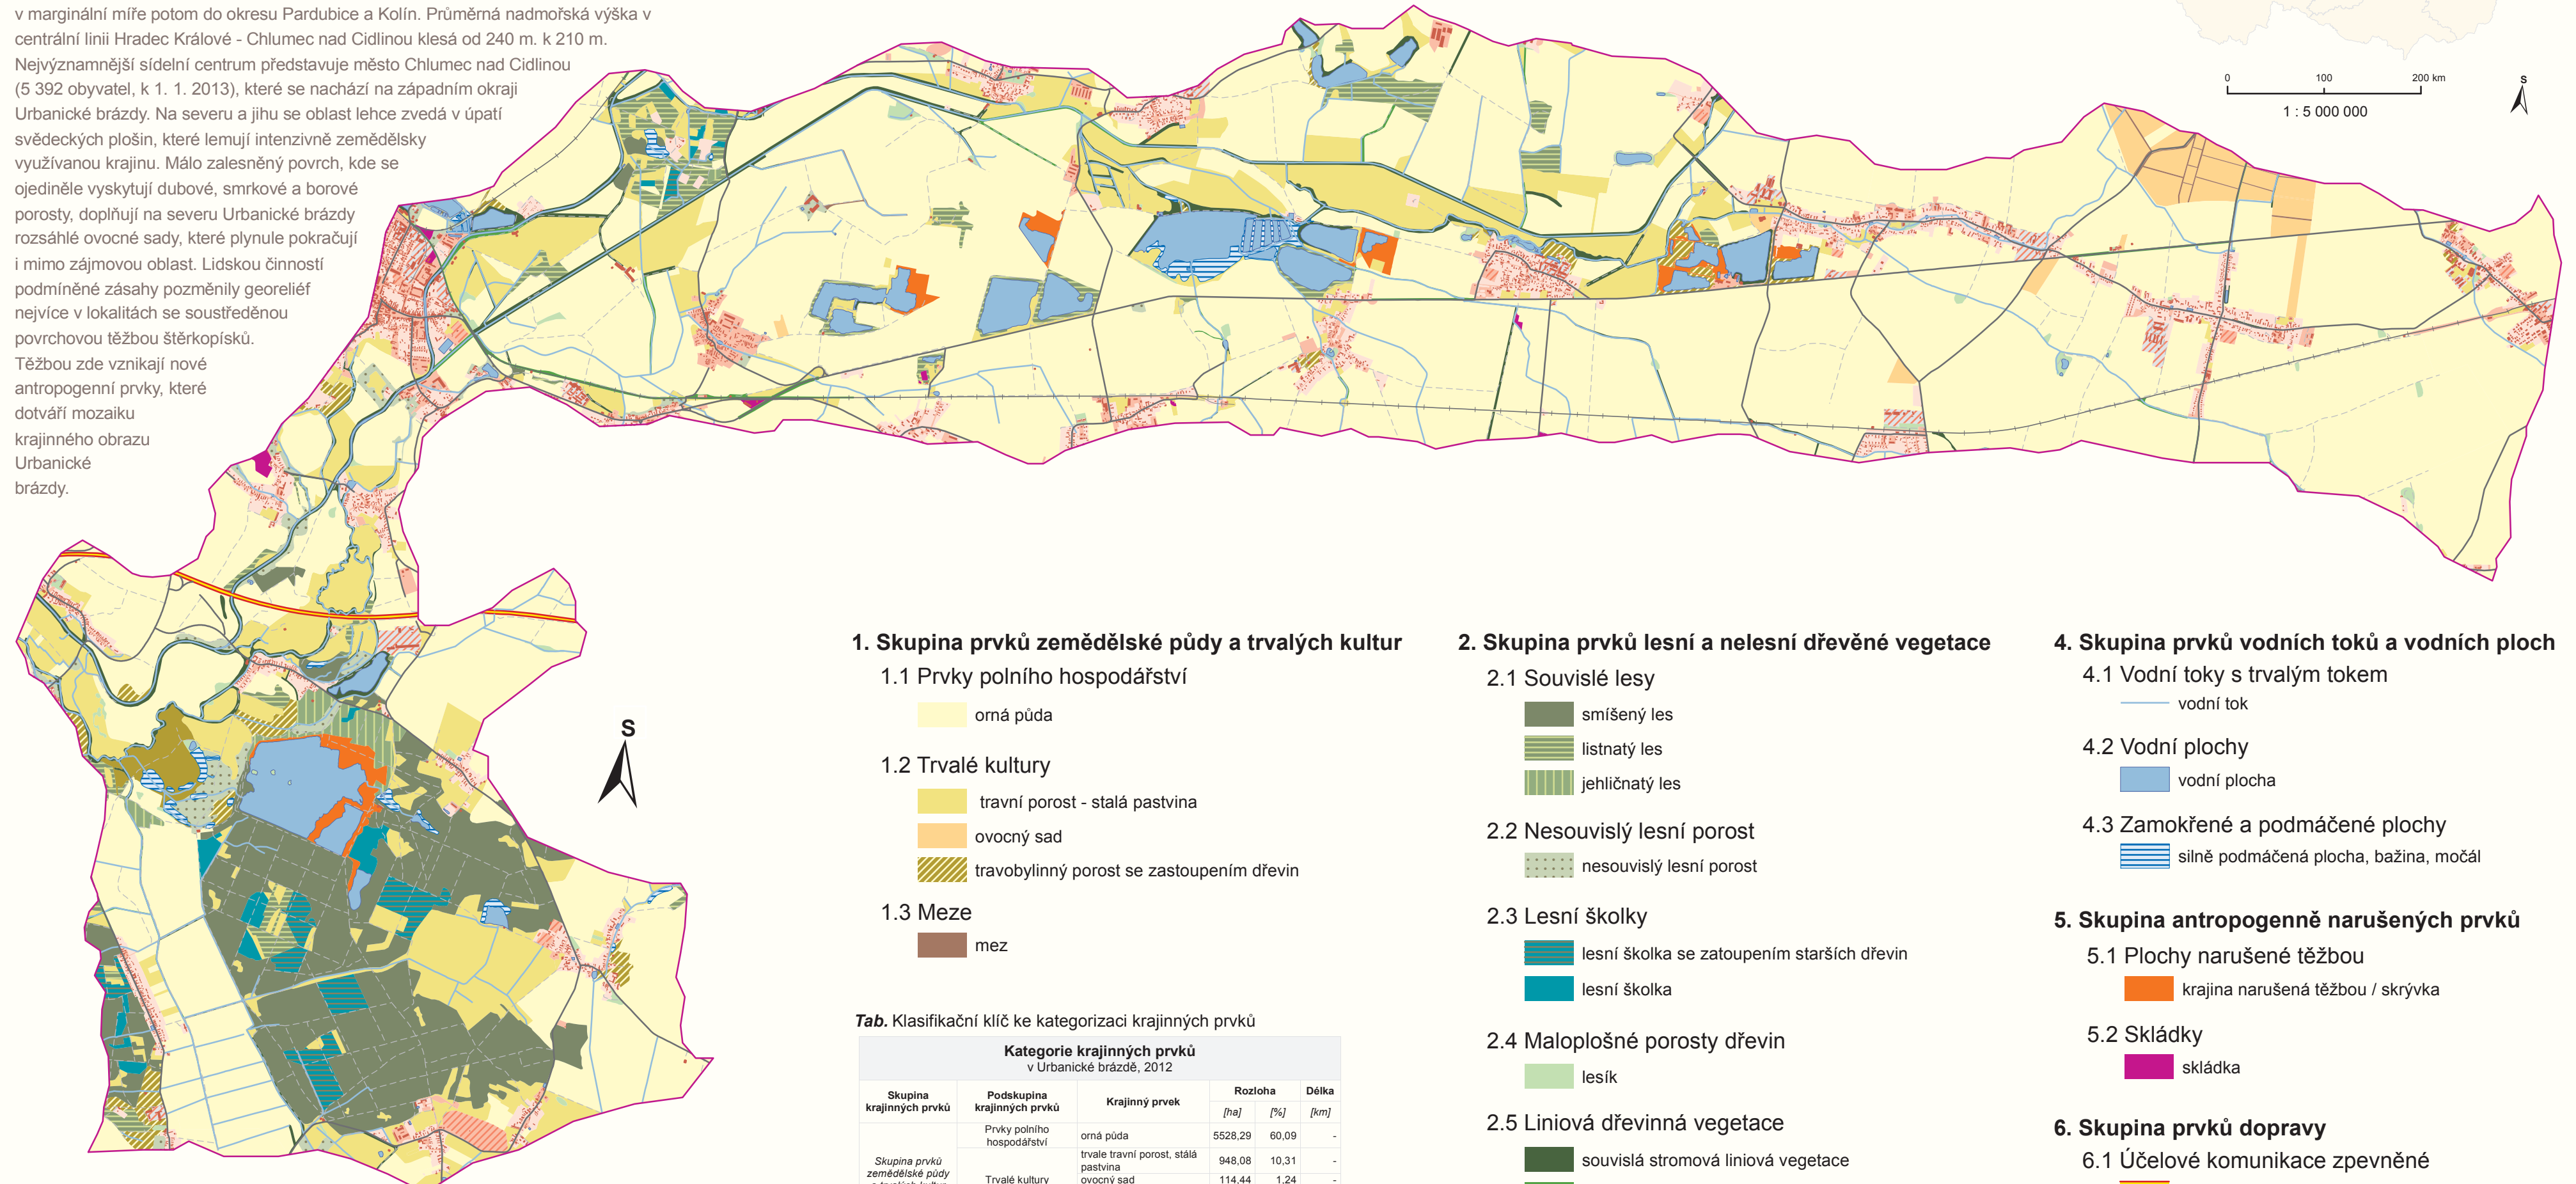 v marginální míře potom do okresu Pardubice a Kolín. Průměrná nadmořská výška v
centrální linii Hradec Králové - Chlumec nad Cidlinou klesá od 240 m. k 210 m.
Nejvýznamnější sídelní centrum představuje město Chlumec nad Cidlinou
(5 392 obyvatel, k 1. 1. 2013), které se nachází na západním okraji
Urbanické brázdy. Na severu a jihu se oblast lehce zvedá v úpatí
svědeckých plošin, které lemují intenzivně zemědělsky
využívanou krajinu. Málo zalesněný povrch, kde se
ojediněle vyskytují dubové, smrkové a borové
porosty, doplňují na severu Urbanické brázdy
rozsáhlé ovocné sady, které plynule pokračují
i mimo zájmovou oblast. Lidskou činností
podmíněné zásahy pozměnily georeliéf
nejvíce v lokalitách se soustředěnou
povrchovou těžbou štěrkopísků.
Těžbou zde vznikají nové
antropogenní prvky, které
dotváří mozaiku
krajinného obrazu
Urbanické
brázdy.
0 100 200 km
1 : 5 000 000
S
S
1. Skupina prvků zemědělské půdy a trvalých kultur
1.1 Prvky polního hospodářství
orná půda
1.2 Trvalé kultury
travní porost - stalá pastvina
ovocný sad
travobylinný porost se zastoupením dřevin
1.3 Meze
mez
Tab. Klasifikační klíč ke kategorizaci krajinných prvků
Kategorie krajinných prvků
v Urbanické brázdě, 2012
Skupina krajinných prvků Podskupina krajinných prvků Krajinný prvek Rozloha Délka
[ha] [%] [km]
Prvky polního hospodářství orná půda 5528,29 60,09 -
Skupina prvků
zemědělské půdy
a trvalých kultur
Trvalé kultury
trvale travní porost, stálá pastvina 948,08 10,31 -
ovocný sad 114,44 1,24 -
2. Skupina prvků lesní a nelesní dřevěné vegetace
2.1 Souvislé lesy
smíšený les
listnatý les
jehličnatý les
2.2 Nesouvislý lesní porost
nesouvislý lesní porost
2.3 Lesní školky
lesní školka se zatoupením starších dřevin
lesní školka
2.4 Maloplošné porosty dřevin
lesík
2.5 Liniová dřevinná vegetace
souvislá stromová liniová vegetace
4. Skupina prvků vodních toků a vodních ploch
4.1 Vodní toky s trvalým tokem
vodní tok
4.2 Vodní plochy
vodní plocha
4.3 Zamokřené a podmáčené plochy
silně podmáčená plocha, bažina, močál
5. Skupina antropogenně narušených prvků
5.1 Plochy narušené těžbou
krajina narušená těžbou / skrývka
5.2 Skládky
skládka
6. Skupina prvků dopravy
6.1 Účelové komunikace zpevněné